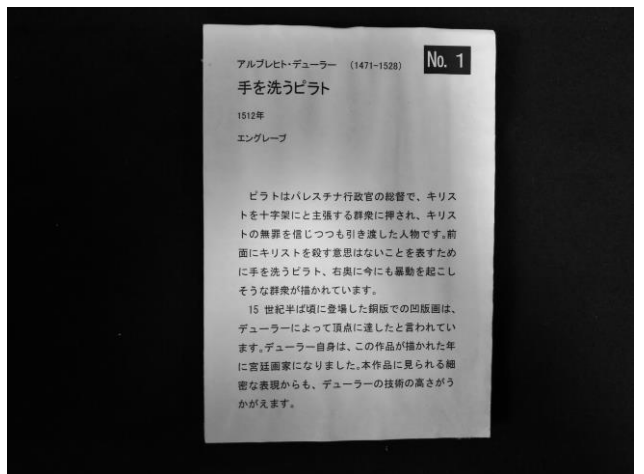 アルブレヒト・デューラー （1471-1528） No. 1
手を洗うピラト
1512年
エングレーブ
ピラトはパレスチナ行政官の総督で、キリス
トを十字架にと主張する群衆に押され、キリス
トの無罪を信じつつも引き渡した人物です。前
面にキリストを殺す意思はないことを表すため
に手を洗うピラト、右奥に今にも暴動を起こし
そうな群衆が描かれています。
15 世紀半ば頃に登場した銅版での凹版画は、
デューラーによって頂点に達したと言われてい
ます。デューラー自身は、この作品が描かれた年
に宮廷画家になりました。本作品に見られる細
密な表現からも、デューラーの技術の高さがう
かがえます。